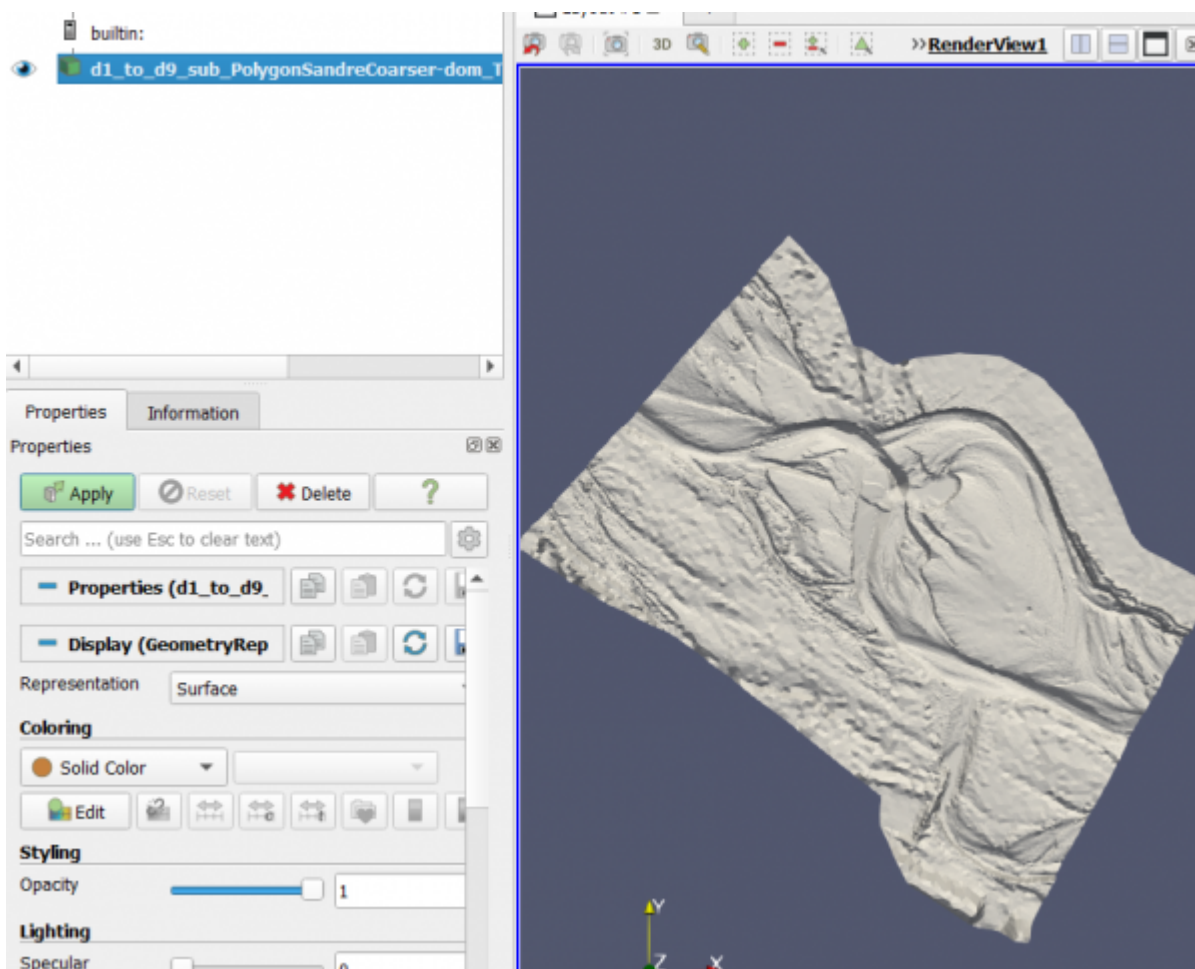 builtin:
3D
>>RenderView1
d1_to_d9_sub_PolygonSandreCoarser-dom_T
Properties
Information
Properties
Apply
Reset
Delete
?
Search ... (use Esc to clear text)
Properties (d1_to_d9_
Display (GeometryRep
Representation
Surface
Coloring
Solid Color
Edit
Styling
Opacity
1
Lighting
Specular
Y
Z
X